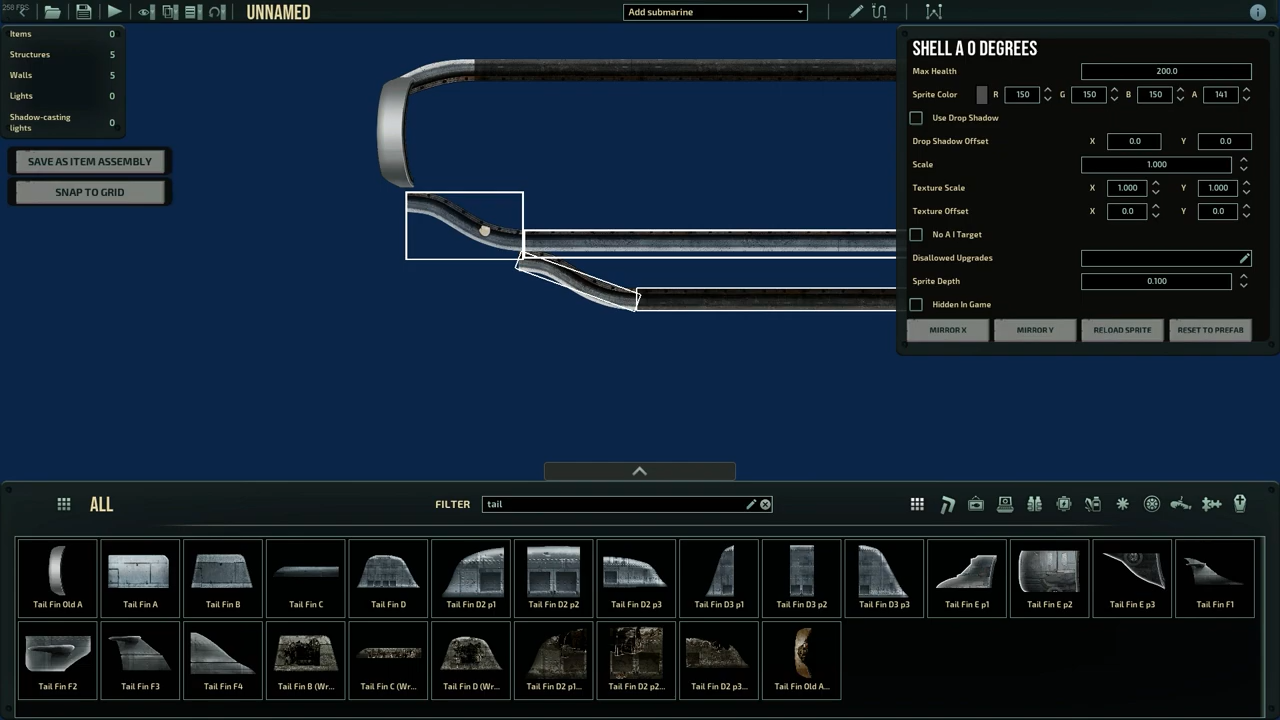 258 FPS
UNNAMED
Add submarine
Items 0
Structures 5
Walls 5
Lights 0
Shadow-casting
lights 0
SAVE AS ITEM ASSEMBLY
SNAP TO GRID
SHELL A 0 DEGREES
Max Health 200.0
Sprite Color R 150 G 150 B 150 A 141
Use Drop Shadow
Drop Shadow Offset X 0.0 Y 0.0
Scale 1.000
Texture Scale X 1.000 Y 1.000
Texture Offset X 0.0 Y 0.0
No A I Target
Disallowed Upgrades
Sprite Depth 0.100
Hidden In Game
MIRROR X MIRROR Y RELOAD SPRITE RESET TO PREFAB
ALL FILTER tail
Tail Fin Old A Tail Fin A Tail Fin B Tail Fin C Tail Fin D Tail Fin D2 p1 Tail Fin D2 p2 Tail Fin D2 p3 Tail Fin D3 p1 Tail Fin D3 p2 Tail Fin D3 p3 Tail Fin E p1 Tail Fin E p2 Tail Fin E p3 Tail Fin F1
Tail Fin F2 Tail Fin F3 Tail Fin F4 Tail Fin B (Wr... Tail Fin C (Wr... Tail Fin D (Wr... Tail Fin D2 p1... Tail Fin D2 p2... Tail Fin D2 p3... Tail Fin Old A...